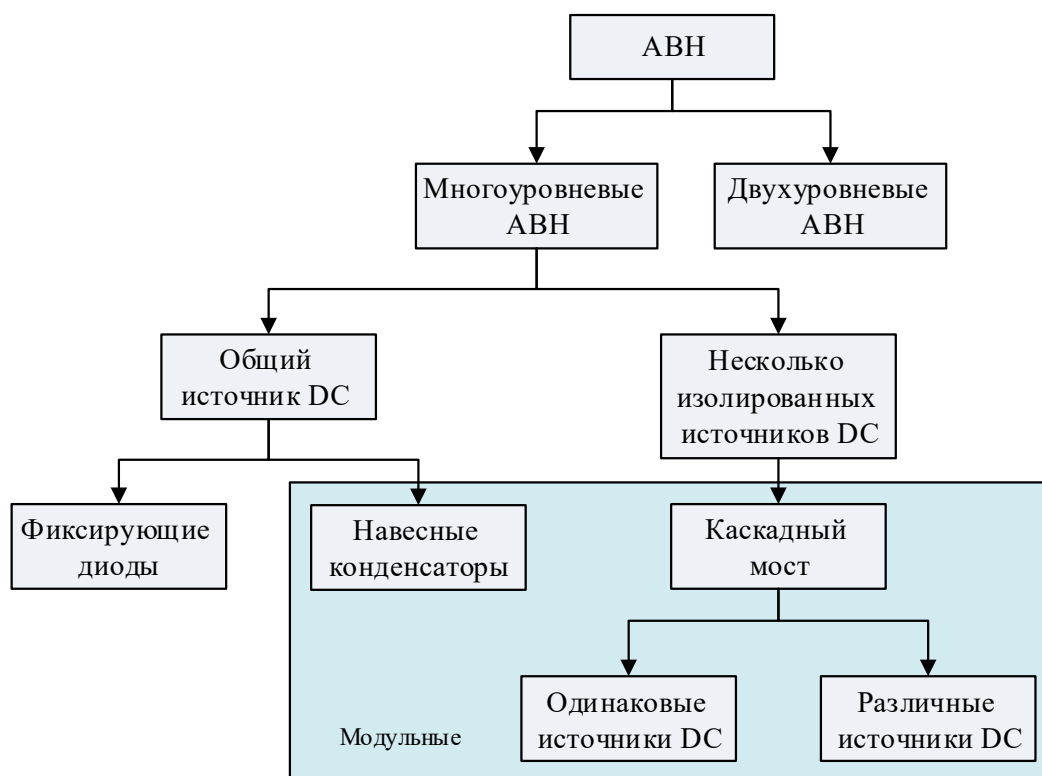 АВН
Многоуровневые
АВН
Двухуровневые
АВН
Общий
источник DC
Несколько
изолированных
источников DC
Фиксирующие
диоды
Навесные
конденсаторы
Каскадный
мост
Одинаковые
источники DC
Различные
источники DC
Модульные